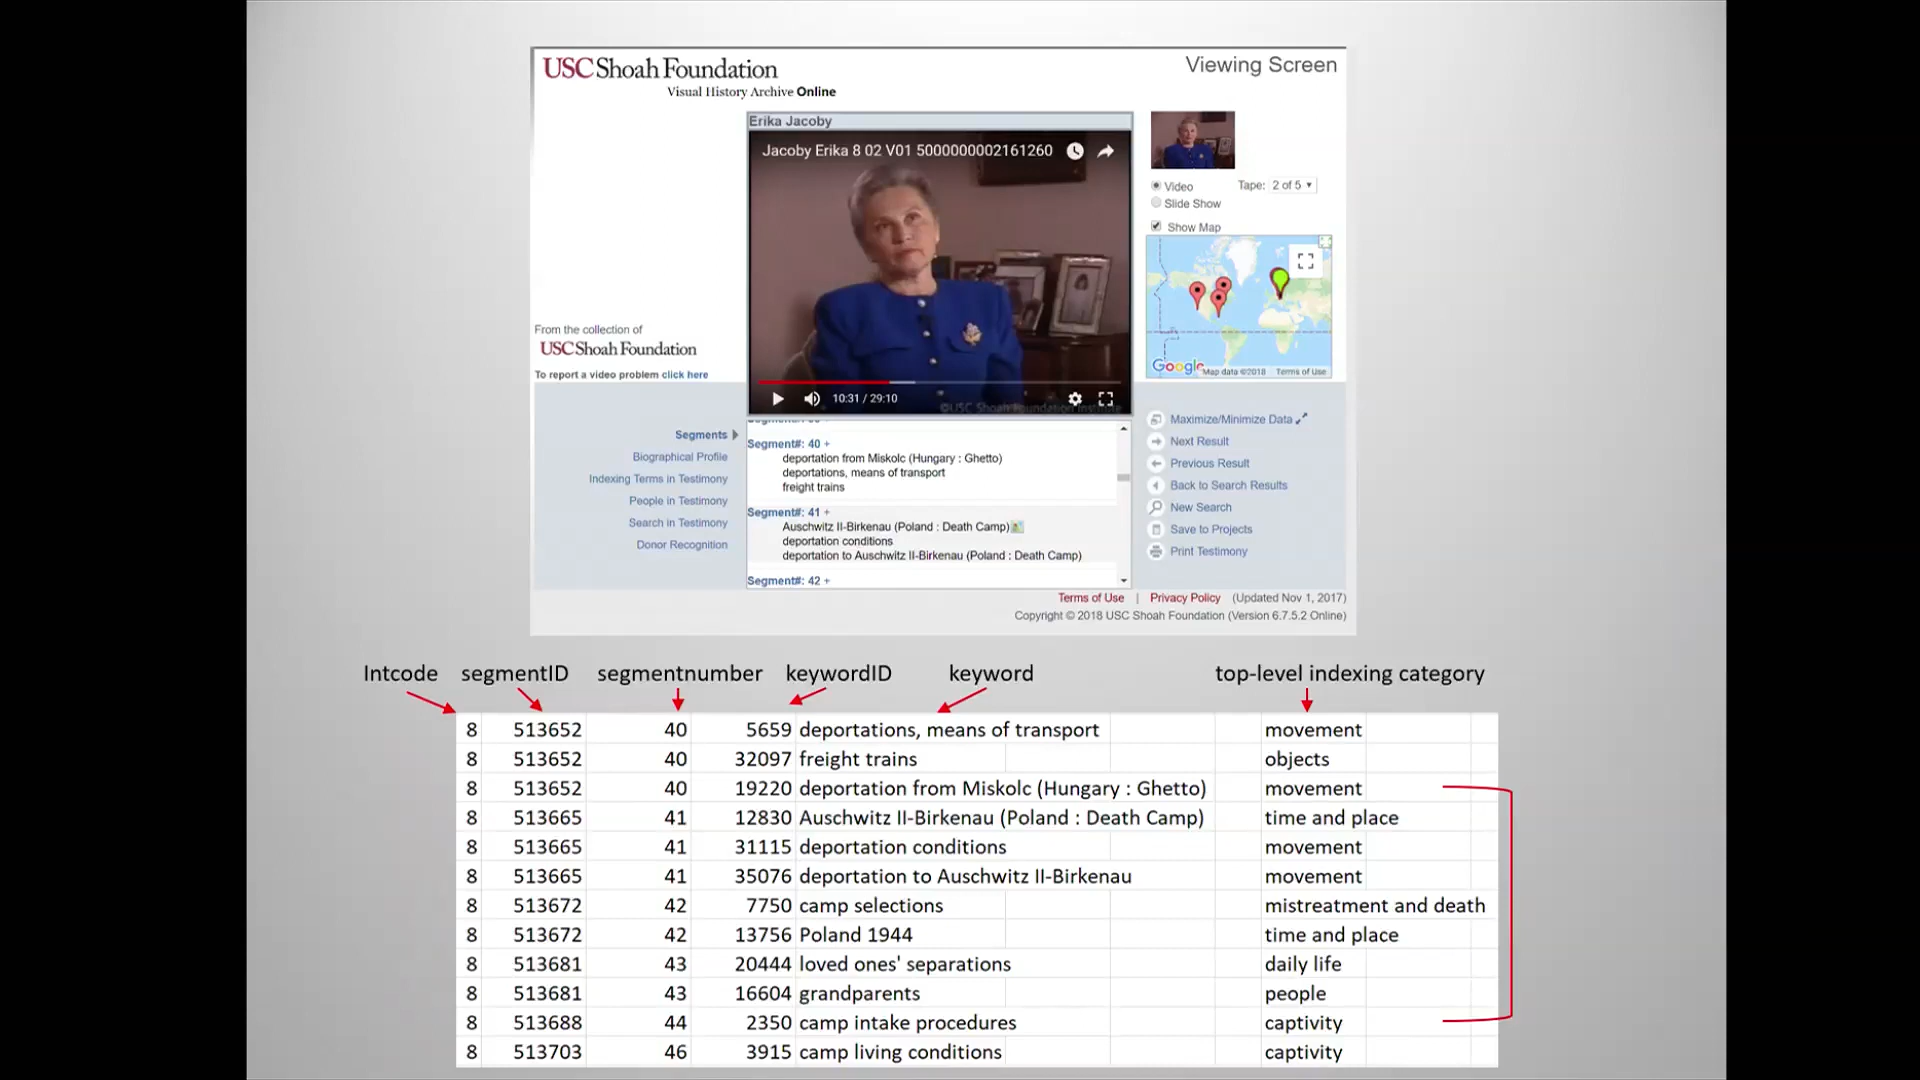 USC Shoah Foundation
Viewing Screen
Visual History Archive Online
Erika Jacoby
Jacoby Erika 8 02 V01 5000000002161260
Video
Tape: 2 of 5
Slide Show
Show Map
Google
Map data ©2018 Terms of Use
10:31 / 29:10
©USC Shoah Foundation Institute
From the collection of
USC Shoah Foundation
To report a video problem click here
Segments
Biographical Profile
Indexing Terms in Testimony
People in Testimony
Search in Testimony
Donor Recognition
Segment#: 40 +
deportation from Miskolc (Hungary : Ghetto)
deportations, means of transport
freight trains
Segment#: 41 +
Auschwitz II-Birkenau (Poland : Death Camp)
deportation conditions
deportation to Auschwitz II-Birkenau (Poland : Death Camp)
Segment#: 42 +
Maximize/Minimize Data
Next Result
Previous Result
Back to Search Results
New Search
Save to Projects
Print Testimony
Terms of Use | Privacy Policy (Updated Nov 1, 2017)
Copyright © 2018 USC Shoah Foundation (Version 6.7.5.2 Online)
Intcode segmentID segmentnumber keywordID keyword top-level indexing category
8 513652 40 5659 deportations, means of transport movement
8 513652 40 32097 freight trains objects
8 513652 40 19220 deportation from Miskolc (Hungary : Ghetto) movement
8 513665 41 12830 Auschwitz II-Birkenau (Poland : Death Camp) time and place
8 513665 41 31115 deportation conditions movement
8 513665 41 35076 deportation to Auschwitz II-Birkenau movement
8 513672 42 7750 camp selections mistreatment and death
8 513672 42 13756 Poland 1944 time and place
8 513681 43 20444 loved ones' separations daily life
8 513681 43 16604 grandparents people
8 513688 44 2350 camp intake procedures captivity
8 513703 46 3915 camp living conditions captivity